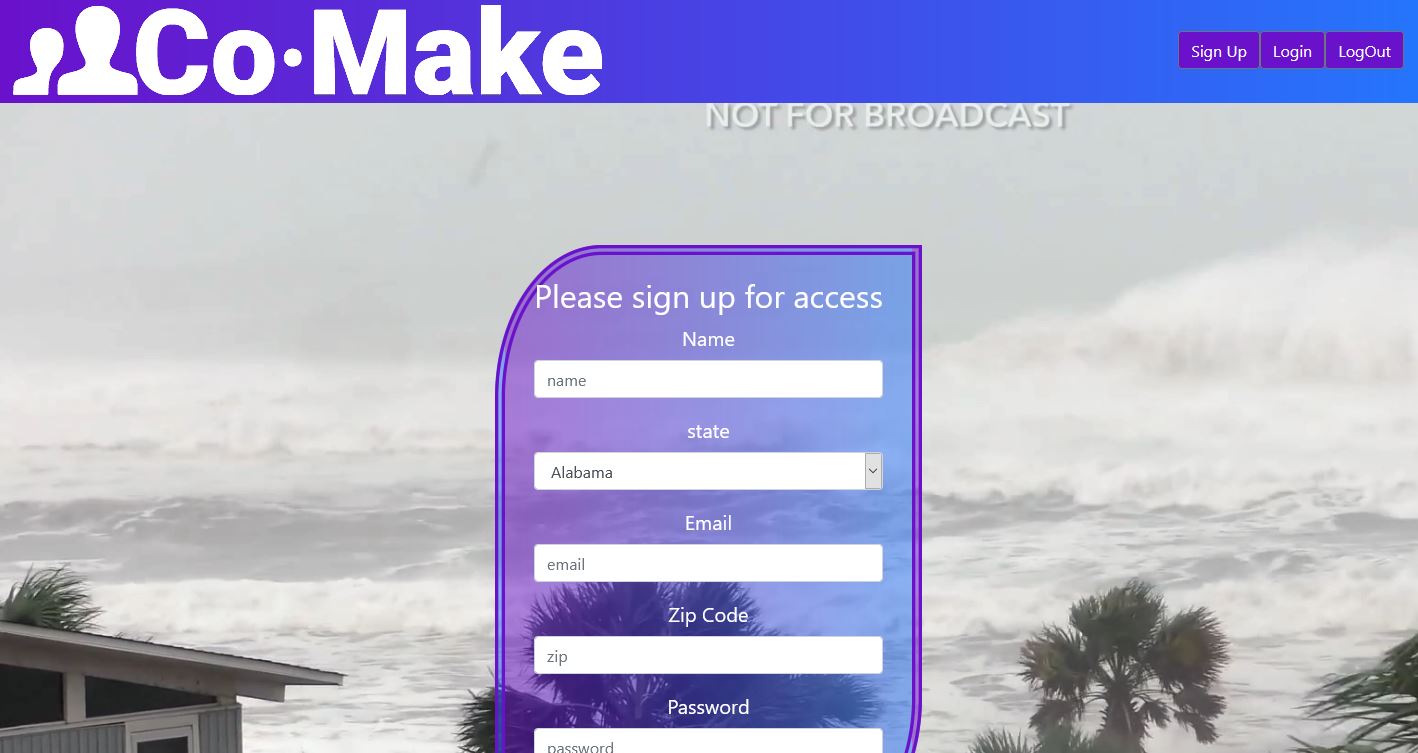 Co·Make
Sign Up Login LogOut
NOT FOR BROADCAST
Please sign up for access
Name
name
state
Alabama
Email
email
Zip Code
zip
Password
password